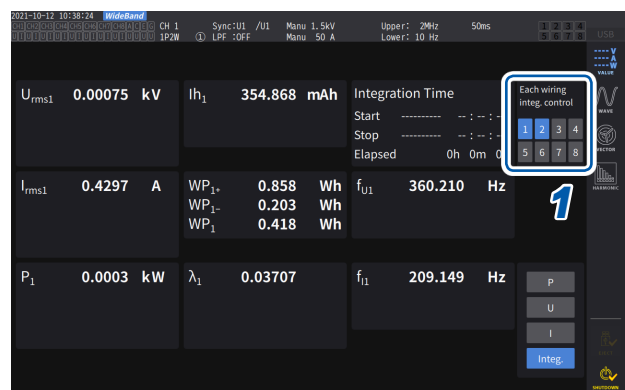 2021-10-12 10:38:24 WideBand
CH 1 Sync:U1 /U1 Manu 1.5kV Upper: 2MHz 50ms 1 2 3 4
1P2W ① LPF :OFF Manu 50 A Lower: 10 Hz 5 6 7 8
USB
V
A
W
VALUE
Urms1 0.00075 kV
Ih1 354.868 mAh
Integration Time
Start ---------- -- : -- : -
Stop ---------- -- : -- : -
Elapsed 0h 0m 0
Each wiring
integ. control
1 2 3 4
5 6 7 8
WAVE
VECTOR
HARMONIC
1
Irms1 0.4297 A
WP1+ 0.858 Wh
WP1- 0.203 Wh
WP1 0.418 Wh
fU1 360.210 Hz
P1 0.0003 kW
λ1 0.03707
fI1 209.149 Hz
P
U
I
Integ.
SHUTDOWN